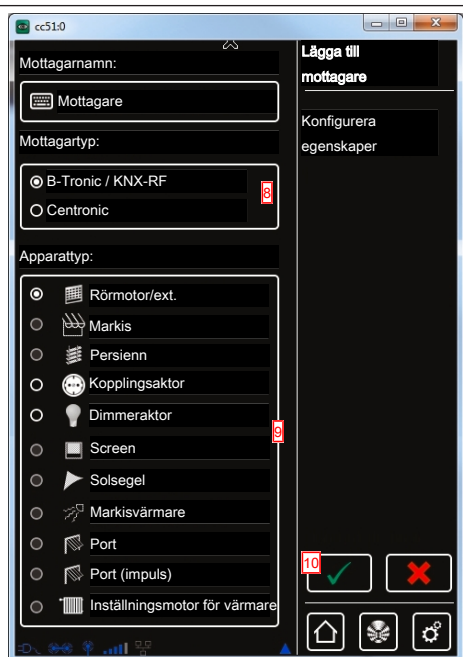 cc51:0
Mottagarnamn:
Mottagare
Mottagartyp:
B-Tronic / KNX-RF
8
Centronic
Apparattyp:
Rörmotor/ext.
Markis
Persienn
Kopplingsaktor
Dimmeraktor
9
Screen
Solsegel
Markisvärmare
Port
Port (impuls)
Inställningsmotor för värmare
Lägga till
mottagare
Konfigurera
egenskaper
10